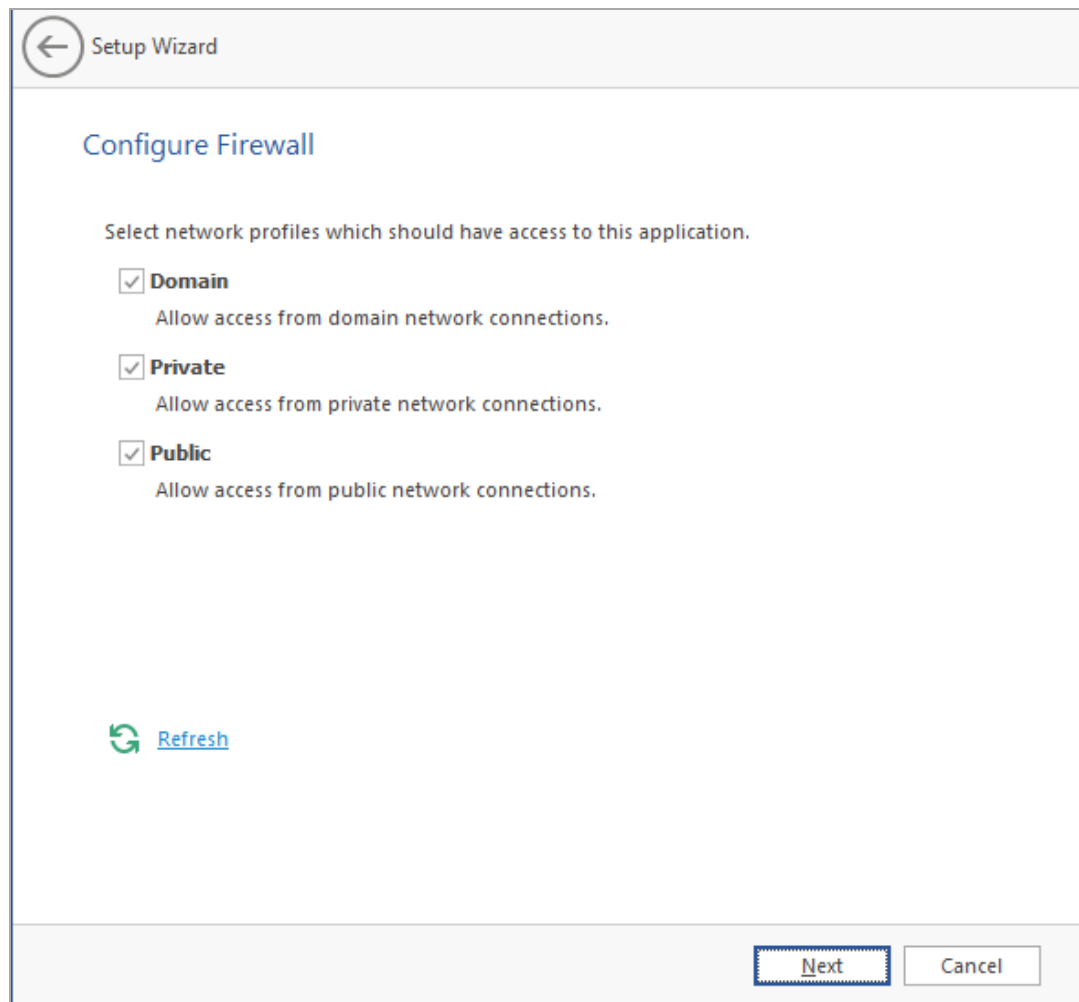 Setup Wizard
Configure Firewall
Select network profiles which should have access to this application.
Domain
Allow access from domain network connections.
Private
Allow access from private network connections.
Public
Allow access from public network connections.
Refresh
Next Cancel